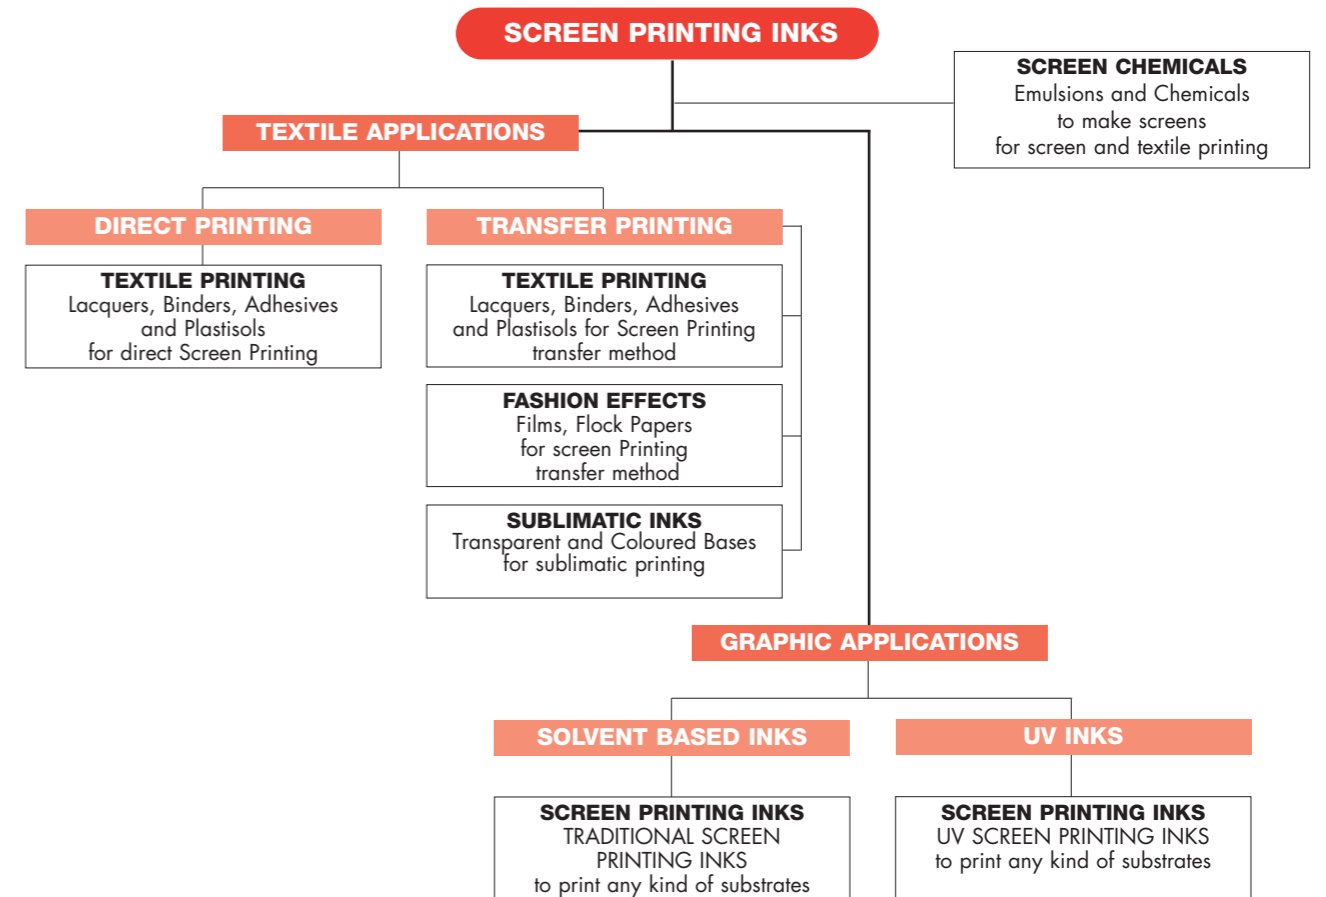 SCREEN PRINTING INKS
SCREEN CHEMICALS
Emulsions and Chemicals
to make screens
for screen and textile printing
TEXTILE APPLICATIONS
DIRECT PRINTING
TEXTILE PRINTING
Lacquers, Binders, Adhesives
and Plastisols
for direct Screen Printing
TRANSFER PRINTING
TEXTILE PRINTING
Lacquers, Binders, Adhesives
and Plastisols for Screen Printing
transfer method
FASHION EFFECTS
Films, Flock Papers
for screen Printing
transfer method
SUBLIMATIC INKS
Transparent and Coloured Bases
for sublimatic printing
GRAPHIC APPLICATIONS
SOLVENT BASED INKS
SCREEN PRINTING INKS
TRADITIONAL SCREEN
PRINTING INKS
to print any kind of substrates
UV INKS
SCREEN PRINTING INKS
UV SCREEN PRINTING INKS
to print any kind of substrates